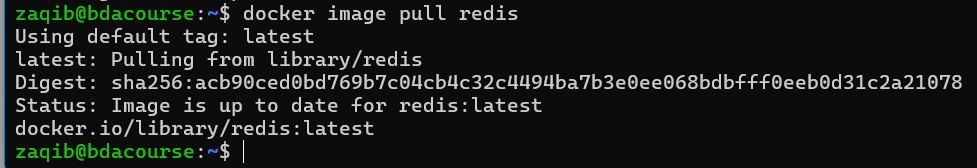 zaqib@bdacourse:~$ docker image pull redis
Using default tag: latest
latest: Pulling from library/redis
Digest: sha256:acb90ced0bd769b7c04cb4c32c4494ba7b3e0ee068bdbfff0eeb0d31c2a21078
Status: Image is up to date for redis:latest
docker.io/library/redis:latest
zaqib@bdacourse:~$